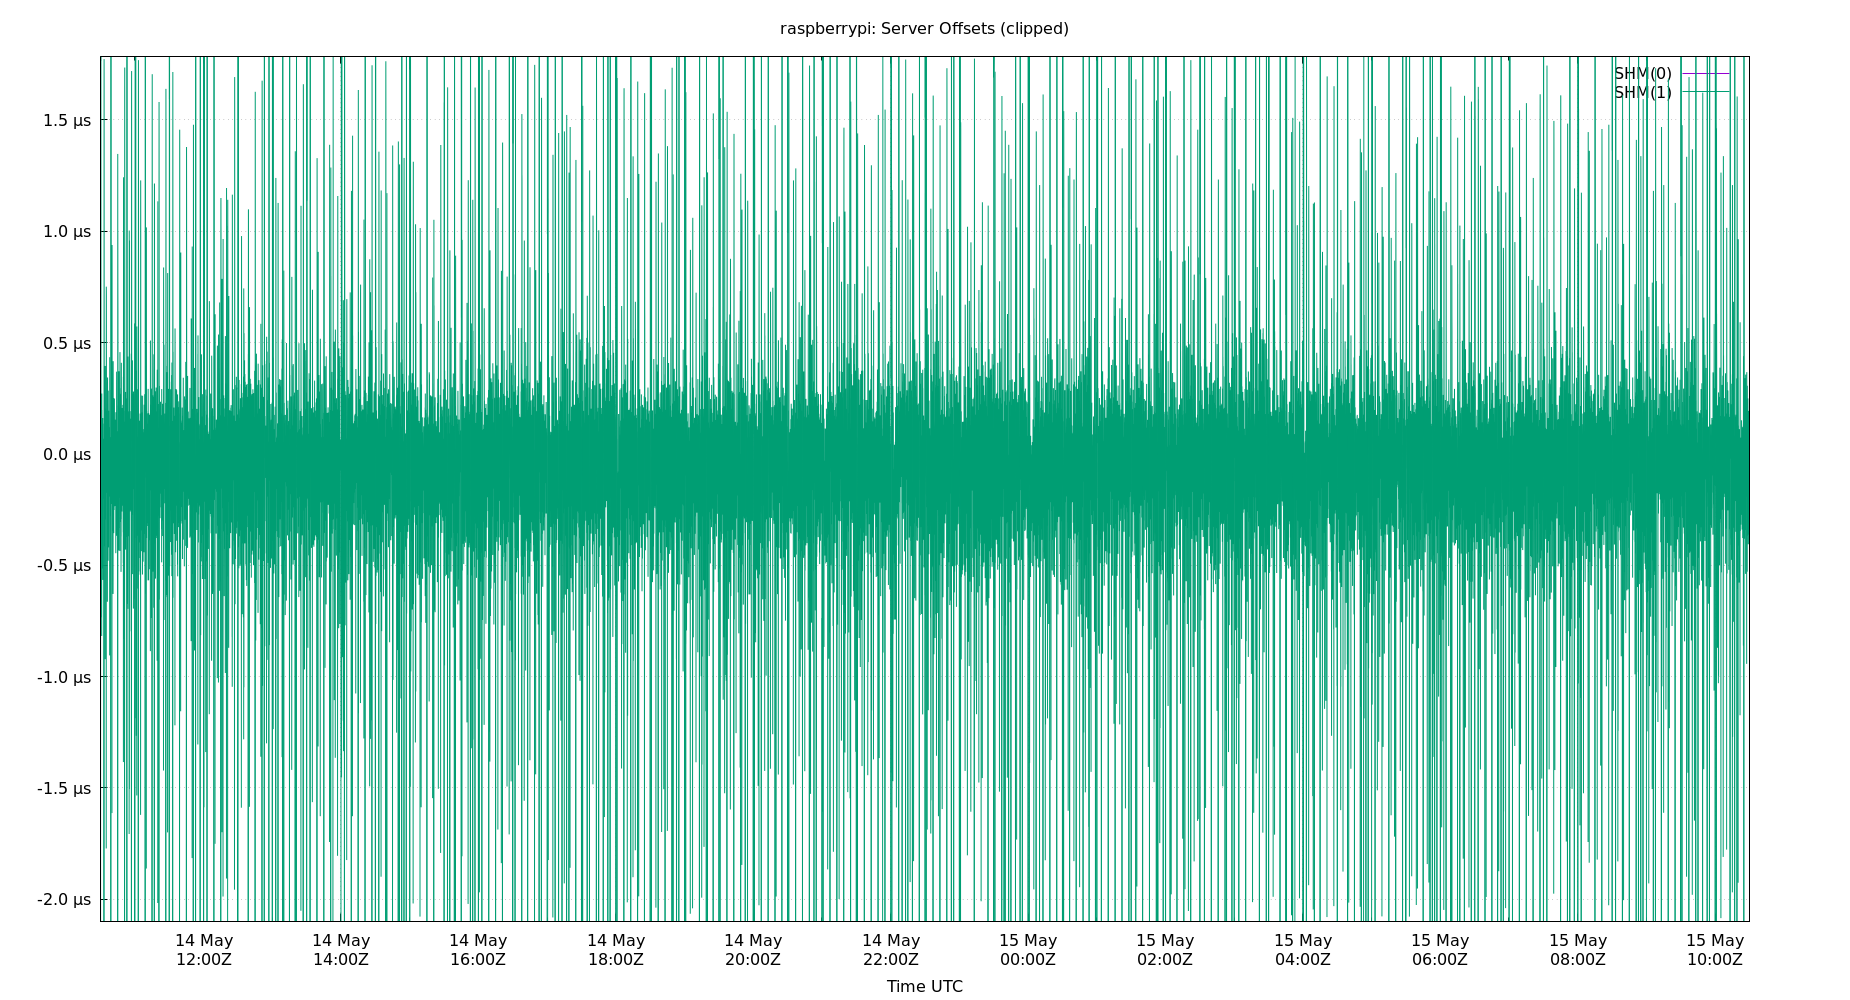 raspberrypi: Server Offsets (clipped)
SHM(0)
SHM(1)
1.5 µs
1.0 µs
0.5 µs
0.0 µs
-0.5 µs
-1.0 µs
-1.5 µs
-2.0 µs
14 May 14 May 14 May 14 May 14 May 14 May 15 May 15 May 15 May 15 May 15 May 15 May
12:00Z 14:00Z 16:00Z 18:00Z 20:00Z 22:00Z 00:00Z 02:00Z 04:00Z 06:00Z 08:00Z 10:00Z
Time UTC